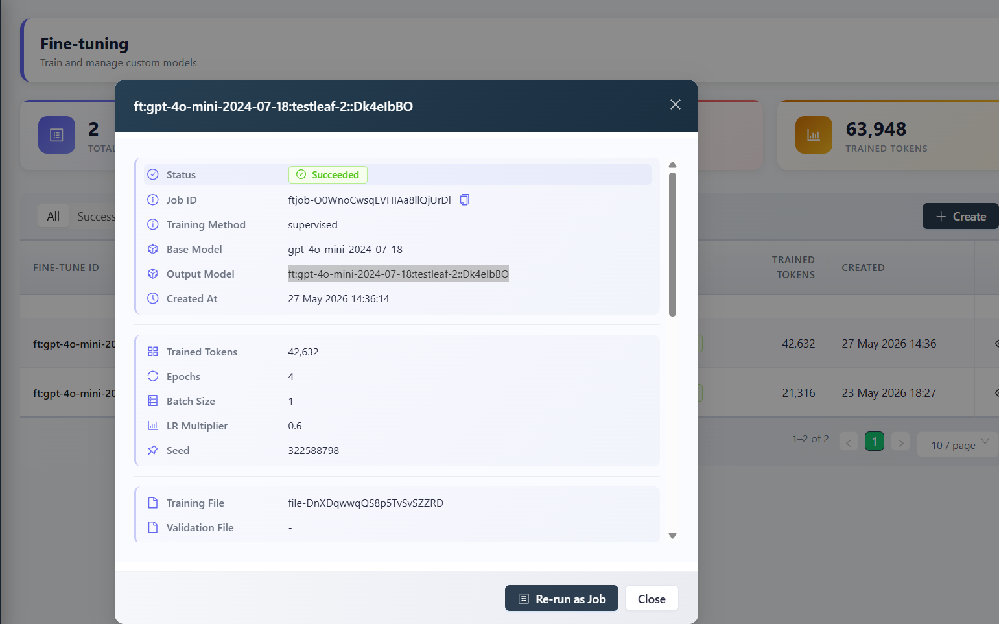 Fine-tuning
Train and manage custom models
ft:gpt-4o-mini-2024-07-18:testleaf-2::Dk4eIbBO
2
TOTAL
63,948
TRAINED TOKENS
Status Succeeded
Job ID ftjob-O0WnoCwsqEVHIAa8llQjUrDl
Training Method supervised
Base Model gpt-4o-mini-2024-07-18
Output Model ft:gpt-4o-mini-2024-07-18:testleaf-2::Dk4eIbBO
Created At 27 May 2026 14:36:14
Trained Tokens 42,632
Epochs 4
Batch Size 1
LR Multiplier 0.6
Seed 322588798
Training File file-DnXDqwwqQS8p5TvSvSZZRD
Validation File -
Re-run as Job Close
All Success
+ Create
FINE-TUNE ID TRAINED TOKENS CREATED
ft:gpt-4o-mini-20 42,632 27 May 2026 14:36
ft:gpt-4o-mini-20 21,316 23 May 2026 18:27
1–2 of 2 < 1 > 10 / page